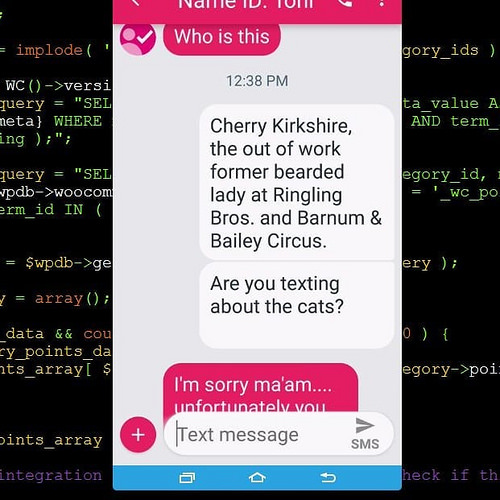 Name ID: Toni
;
Who is this
= implode( '
gory_ids )
12:38 PM
WC()->versi
query = "SEL
ta_value A
meta} WHERE
AND term_
ing );";
Cherry Kirkshire,
the out of work
former bearded
lady at Ringling
Bros. and Barnum &
Bailey Circus.
query = "SEL
egory_id,
wpdb->woocom
= '_wc_po
erm_id IN (
= $wpdb->ge
ery );
Are you texting
about the cats?
y = array();
_data && cou
0 ) {
ry_points_da
nts_array[ $
egory->poi
I'm sorry ma'am....
unfortunately you
+
Text message
SMS
oints_array
integration
heck if th